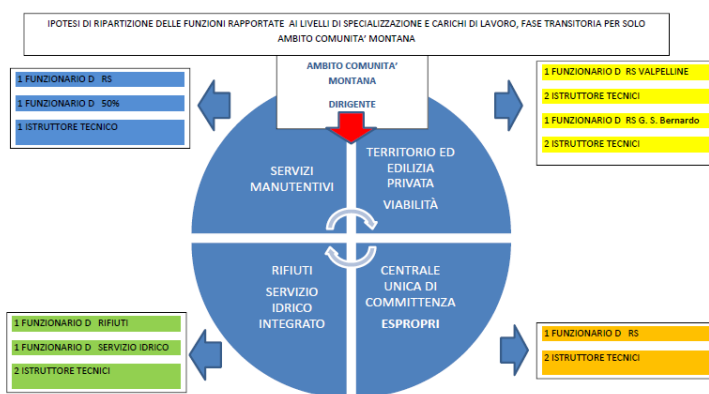 IPOTESI DI RIPARTIZIONE DELLE FUNZIONI RAPPORTATE AI LIVELLI DI SPECIALIZZAZIONE E CARICHI DI LAVORO, FASE TRANSITORIA PER SOLO
AMBITO COMUNITA' MONTANA
AMBITO COMUNITA'
MONTANA
DIRIGENTE
1 FUNZIONARIO D RS
1 FUNZIONARIO D 50%
1 ISTRUTTORE TECNICO
1 FUNZIONARIO D RS VALPELLINE
2 ISTRUTTORE TECNICI
1 FUNZIONARIO D RS G. S. Bernardo
2 ISTRUTTORE TECNICI
SERVIZI
MANUTENTIVI
TERRITORIO ED
EDILIZIA
PRIVATA
VIABILITÀ
RIFIUTI
SERVIZIO
IDRICO
INTEGRATO
CENTRALE
UNICA DI
COMMITTENZA
ESPROPRI
1 FUNZIONARIO D RIFIUTI
1 FUNZIONARIO D SERVIZIO IDRICO
2 ISTRUTTORE TECNICI
1 FUNZIONARIO D RS
2 ISTRUTTORE TECNICI